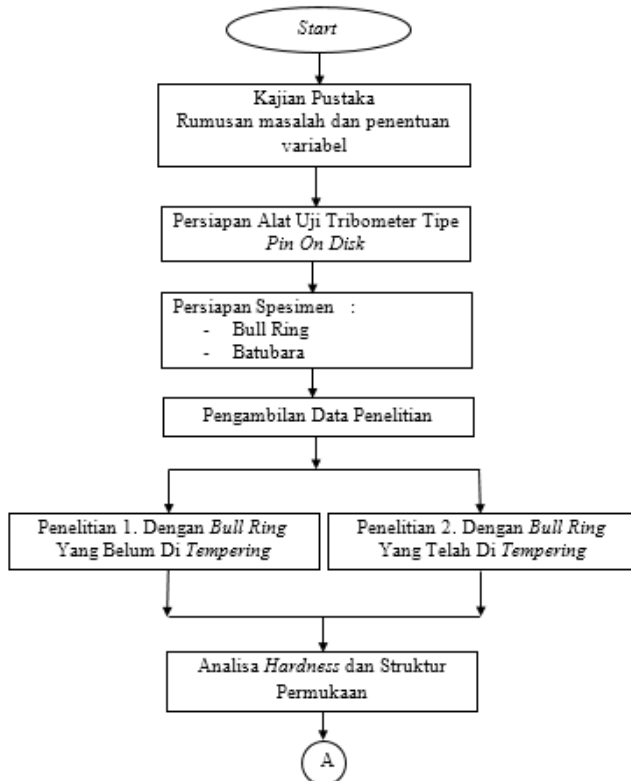 Start
Kajian Pustaka
Rumusan masalah dan penentuan
variabel
Persiapan Alat Uji Tribometer Tipe
Pin On Disk
Persiapan Spesimen :
- Bull Ring
- Batubara
Pengambilan Data Penelitian
Penelitian 1. Dengan Bull Ring
Yang Belum Di Tempering
Penelitian 2. Dengan Bull Ring
Yang Telah Di Tempering
Analisa Hardness dan Struktur
Permukaan
A